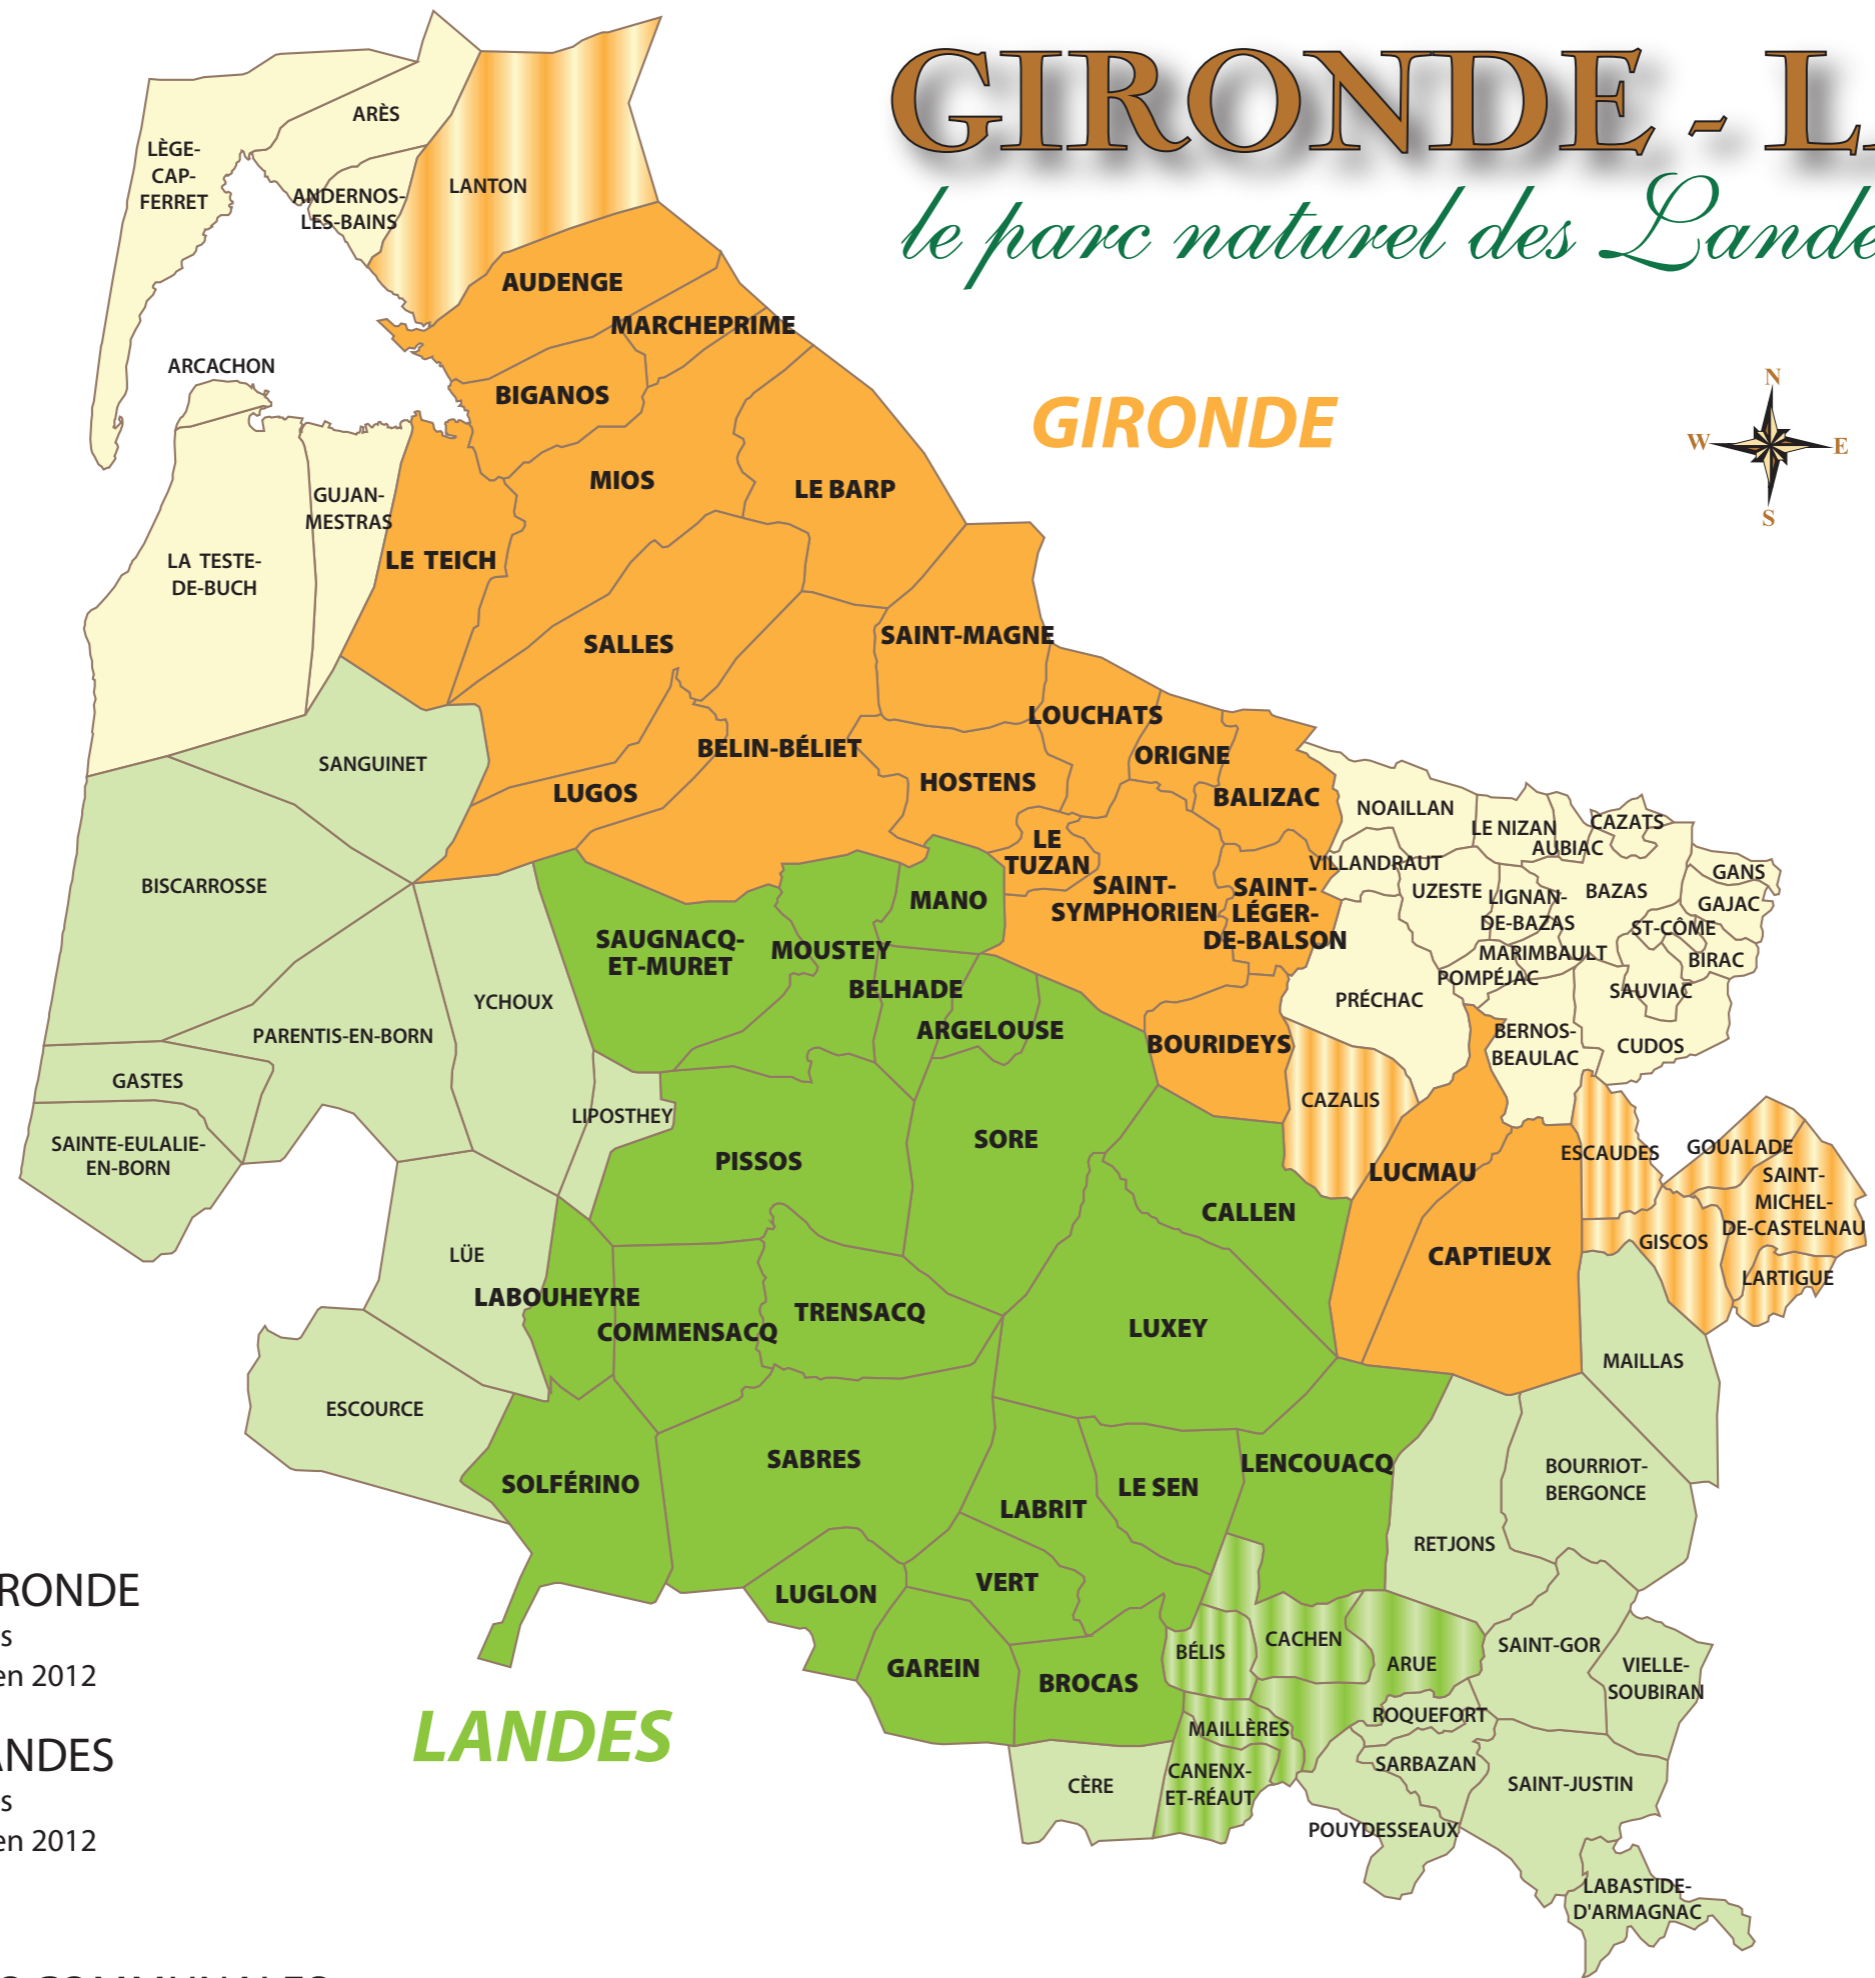 GIRONDE - L
le parc naturel des Lande
ARÈS
LÈGE-
CAP-
FERRET
ANDERNOS-
LES-BAINS
LANTON
AUDENGE
MARCHEPRIME
ARCACHON
BIGANOS
GIRONDE
N
W
E
S
MIOS
LE BARP
GUJAN-
MESTRAS
LA TESTE-
DE-BUCH
LE TEICH
SALLES
SAINT-MAGNE
LOUCHATS
ORIGNE
BELIN-BÉLIET
SANGUINET
HOSTENS
LUGOS
BALIZAC
NOAILLAN
LE NIZAN
CAZATS
AUBIAC
LE
TUZAN
VILLANDRAUT
GANS
BISCARROSSE
MANO
SAINT-
SYMPHORIEN
SAINT-
LÉGER-
DE-BALSON
UZESTE
LIGNAN-
DE-BAZAS
BAZAS
GAJAC
ST-CÔME
SAUGNACQ-
ET-MURET
MOUSTEY
MARIMBAULT
BIRAC
POMPÉJAC
BELHADE
PRÉCHAC
SAUVIAC
YCHOUX
ARGELOUSE
PARENTIS-EN-BORN
BOURIDEYS
BERNOS-
BEAULAC
CUDOS
GASTES
CAZALIS
LIPOSTHEY
SAINTE-EULALIE-
EN-BORN
SORE
PISSOS
ESCAUDES
GOUALADE
LUCMAU
SAINT-
MICHEL-
DE-CASTELNAU
CALLEN
GISCOS
LÜE
CAPTIEUX
LARTIGUE
LABOUHEYRE
TRENSACQ
COMMENSACQ
LUXEY
MAILLAS
ESCOURCE
SABRES
LENCOUACQ
BOURRIOT-
BERGONCE
SOLFÉRINO
LE SEN
LABRIT
RETJONS
VERT
LUGLON
RONDE
s
en 2012
BÉLIS
CACHEN
ARUE
SAINT-GOR
VIELLE-
SOUBIRAN
GAREIN
BROCAS
ROQUEFORT
MAILLÈRES
LANDES
ANDES
s
en 2012
CÈRE
CANENX-
ET-RÉAUT
SARBAZAN
SAINT-JUSTIN
POUYDESSEAUX
LABASTIDE-
D'ARMAGNAC